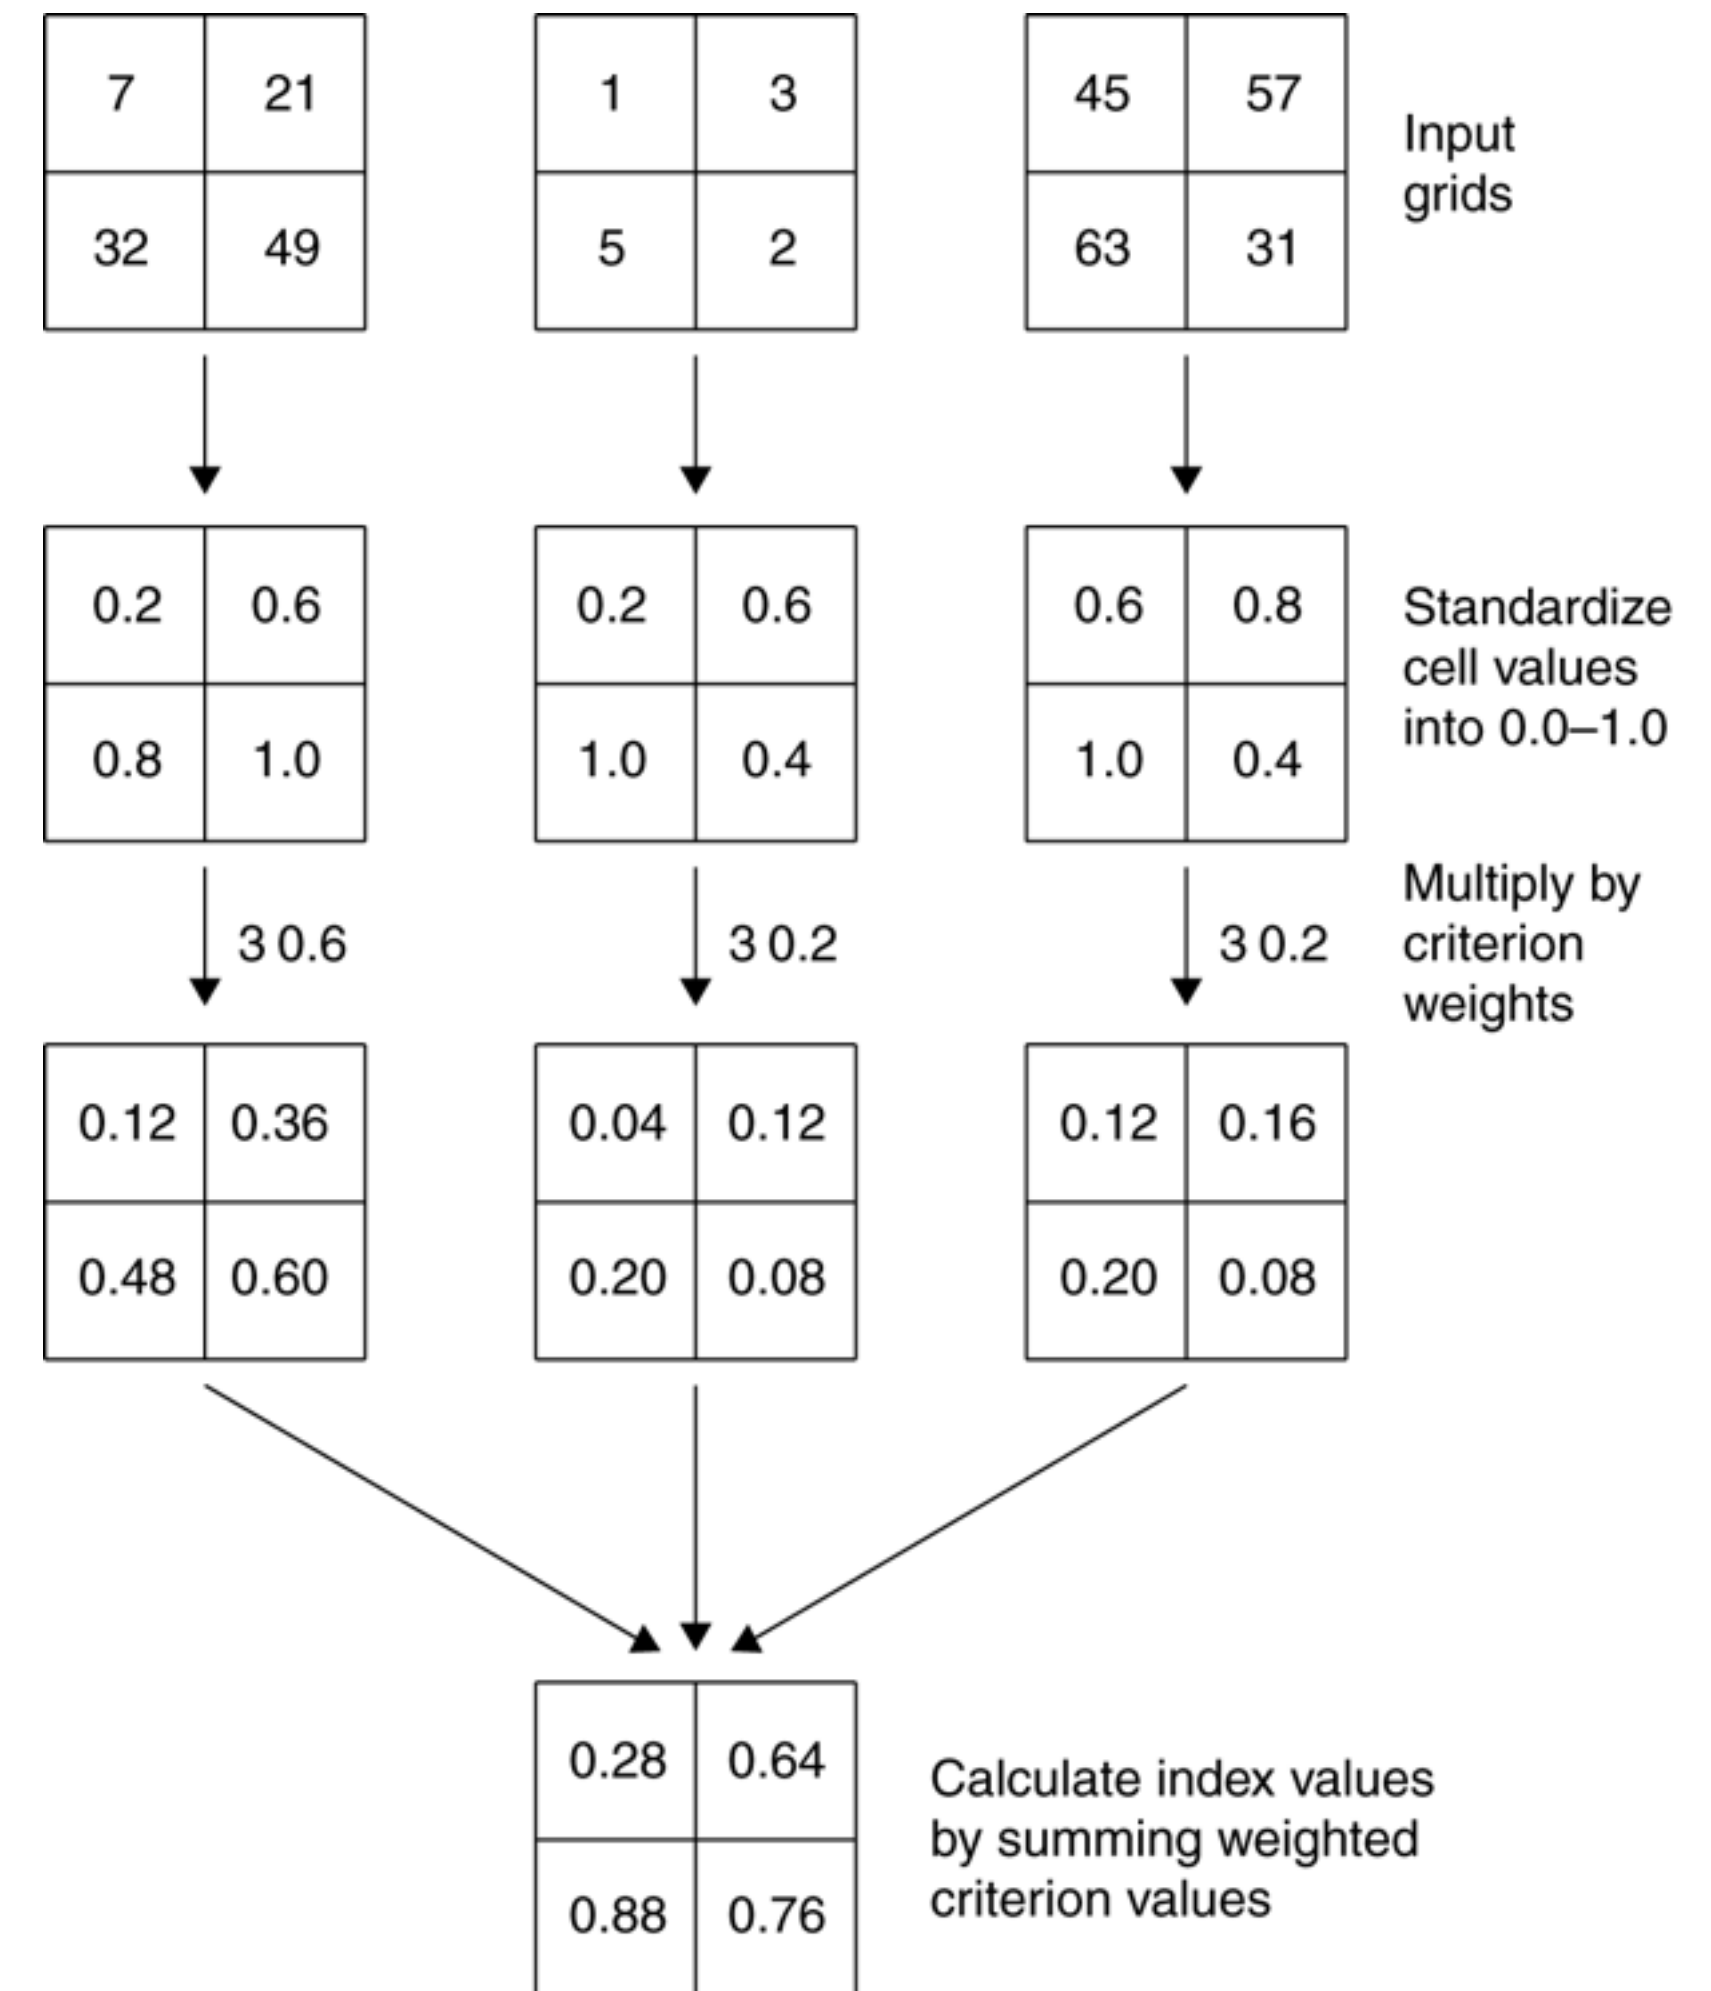 7 21 1 3 45 57
Input
grids
32 49 5 2 63 31
0.2 0.6 0.2 0.6 0.6 0.8
Standardize
cell values
into 0.0–1.0
0.8 1.0 1.0 0.4 1.0 0.4
Multiply by
criterion
weights
3 0.6 3 0.2 3 0.2
0.12 0.36 0.04 0.12 0.12 0.16
0.48 0.60 0.20 0.08 0.20 0.08
0.28 0.64
0.88 0.76
Calculate index values
by summing weighted
criterion values